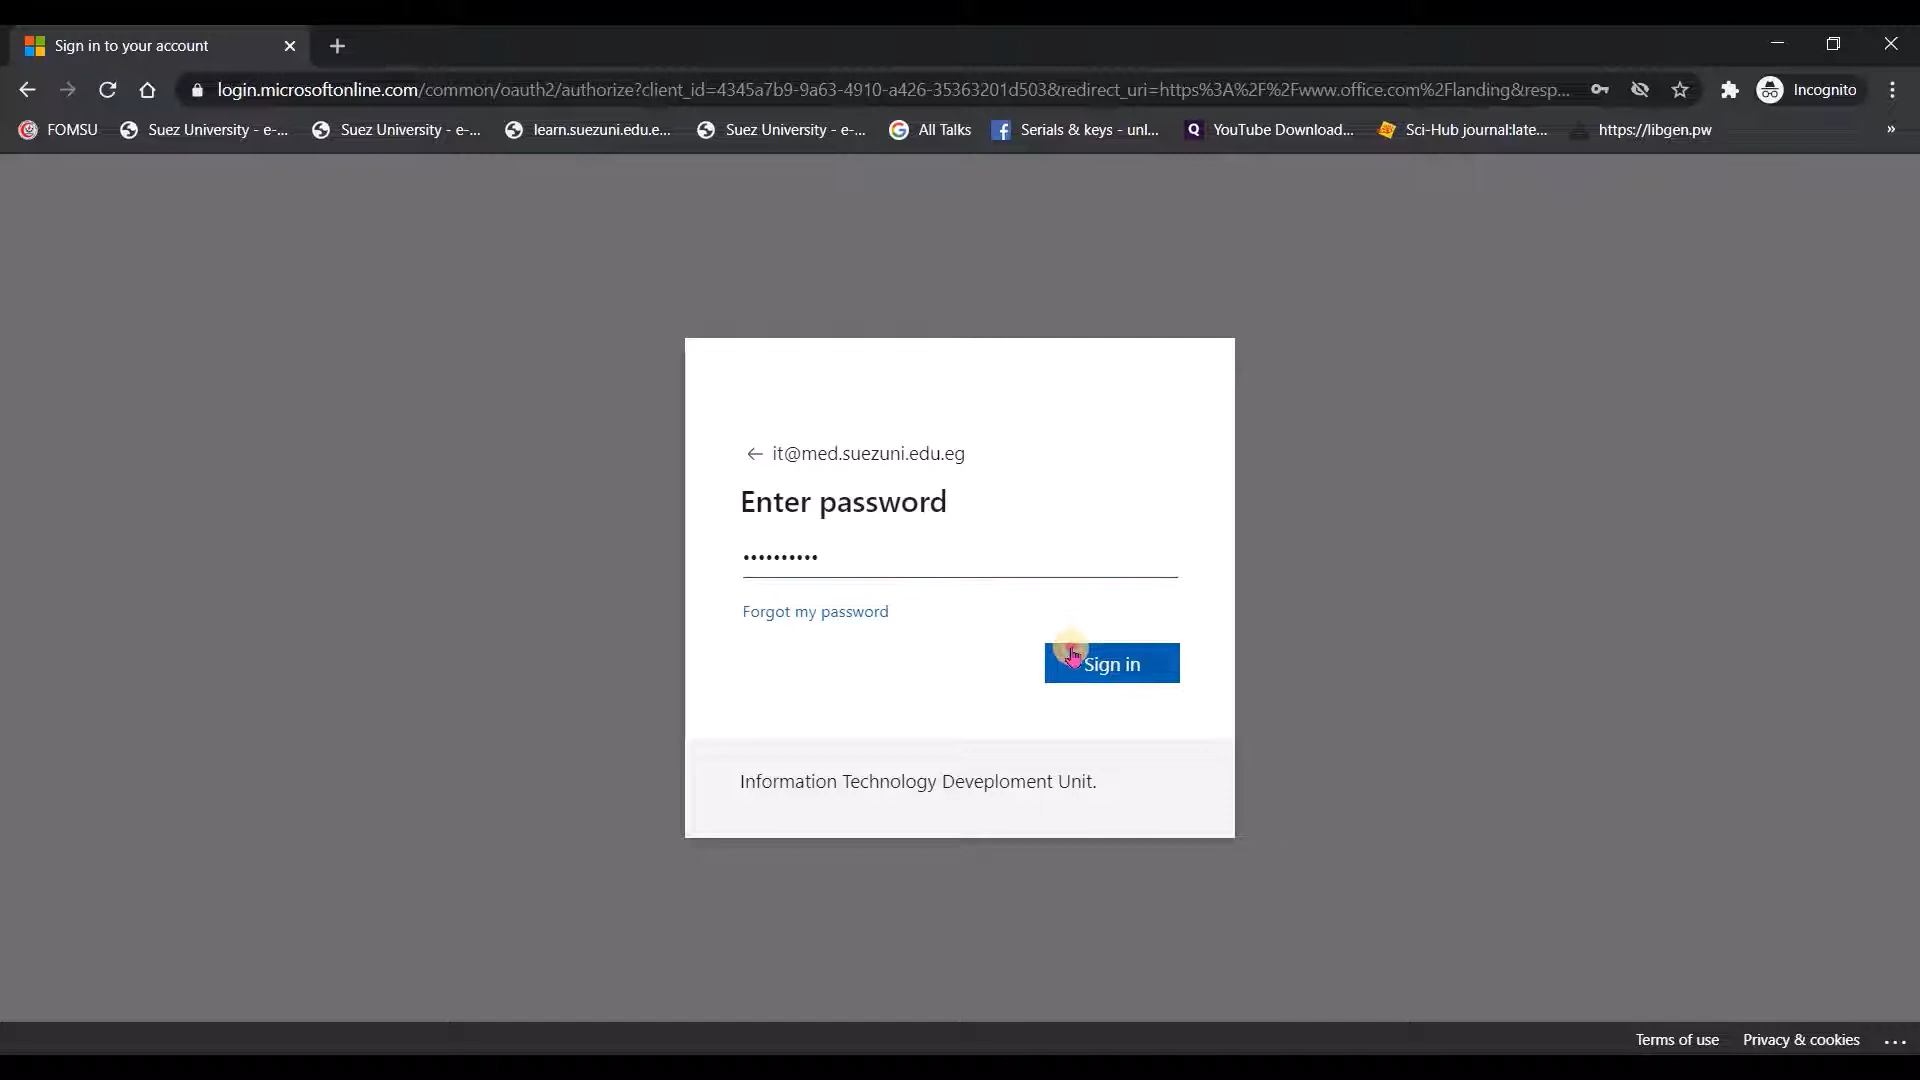 Sign in to your account
login.microsoftonline.com/common/oauth2/authorize?client_id=4345a7b9-9a63-4910-a426-35363201d503&redirect_uri=https%3A%2F%2Fwww.office.com%2Flanding&resp...
Incognito
FOMSU Suez University - e-... Suez University - e-... learn.suezuni.edu.e... Suez University - e-... All Talks Serials & keys - unl... YouTube Download... Sci-Hub journal:late... https://libgen.pw »
it@med.suezuni.edu.eg
Enter password
••••••••••
Forgot my password
Sign in
Information Technology Deveploment Unit.
Terms of use Privacy & cookies ...